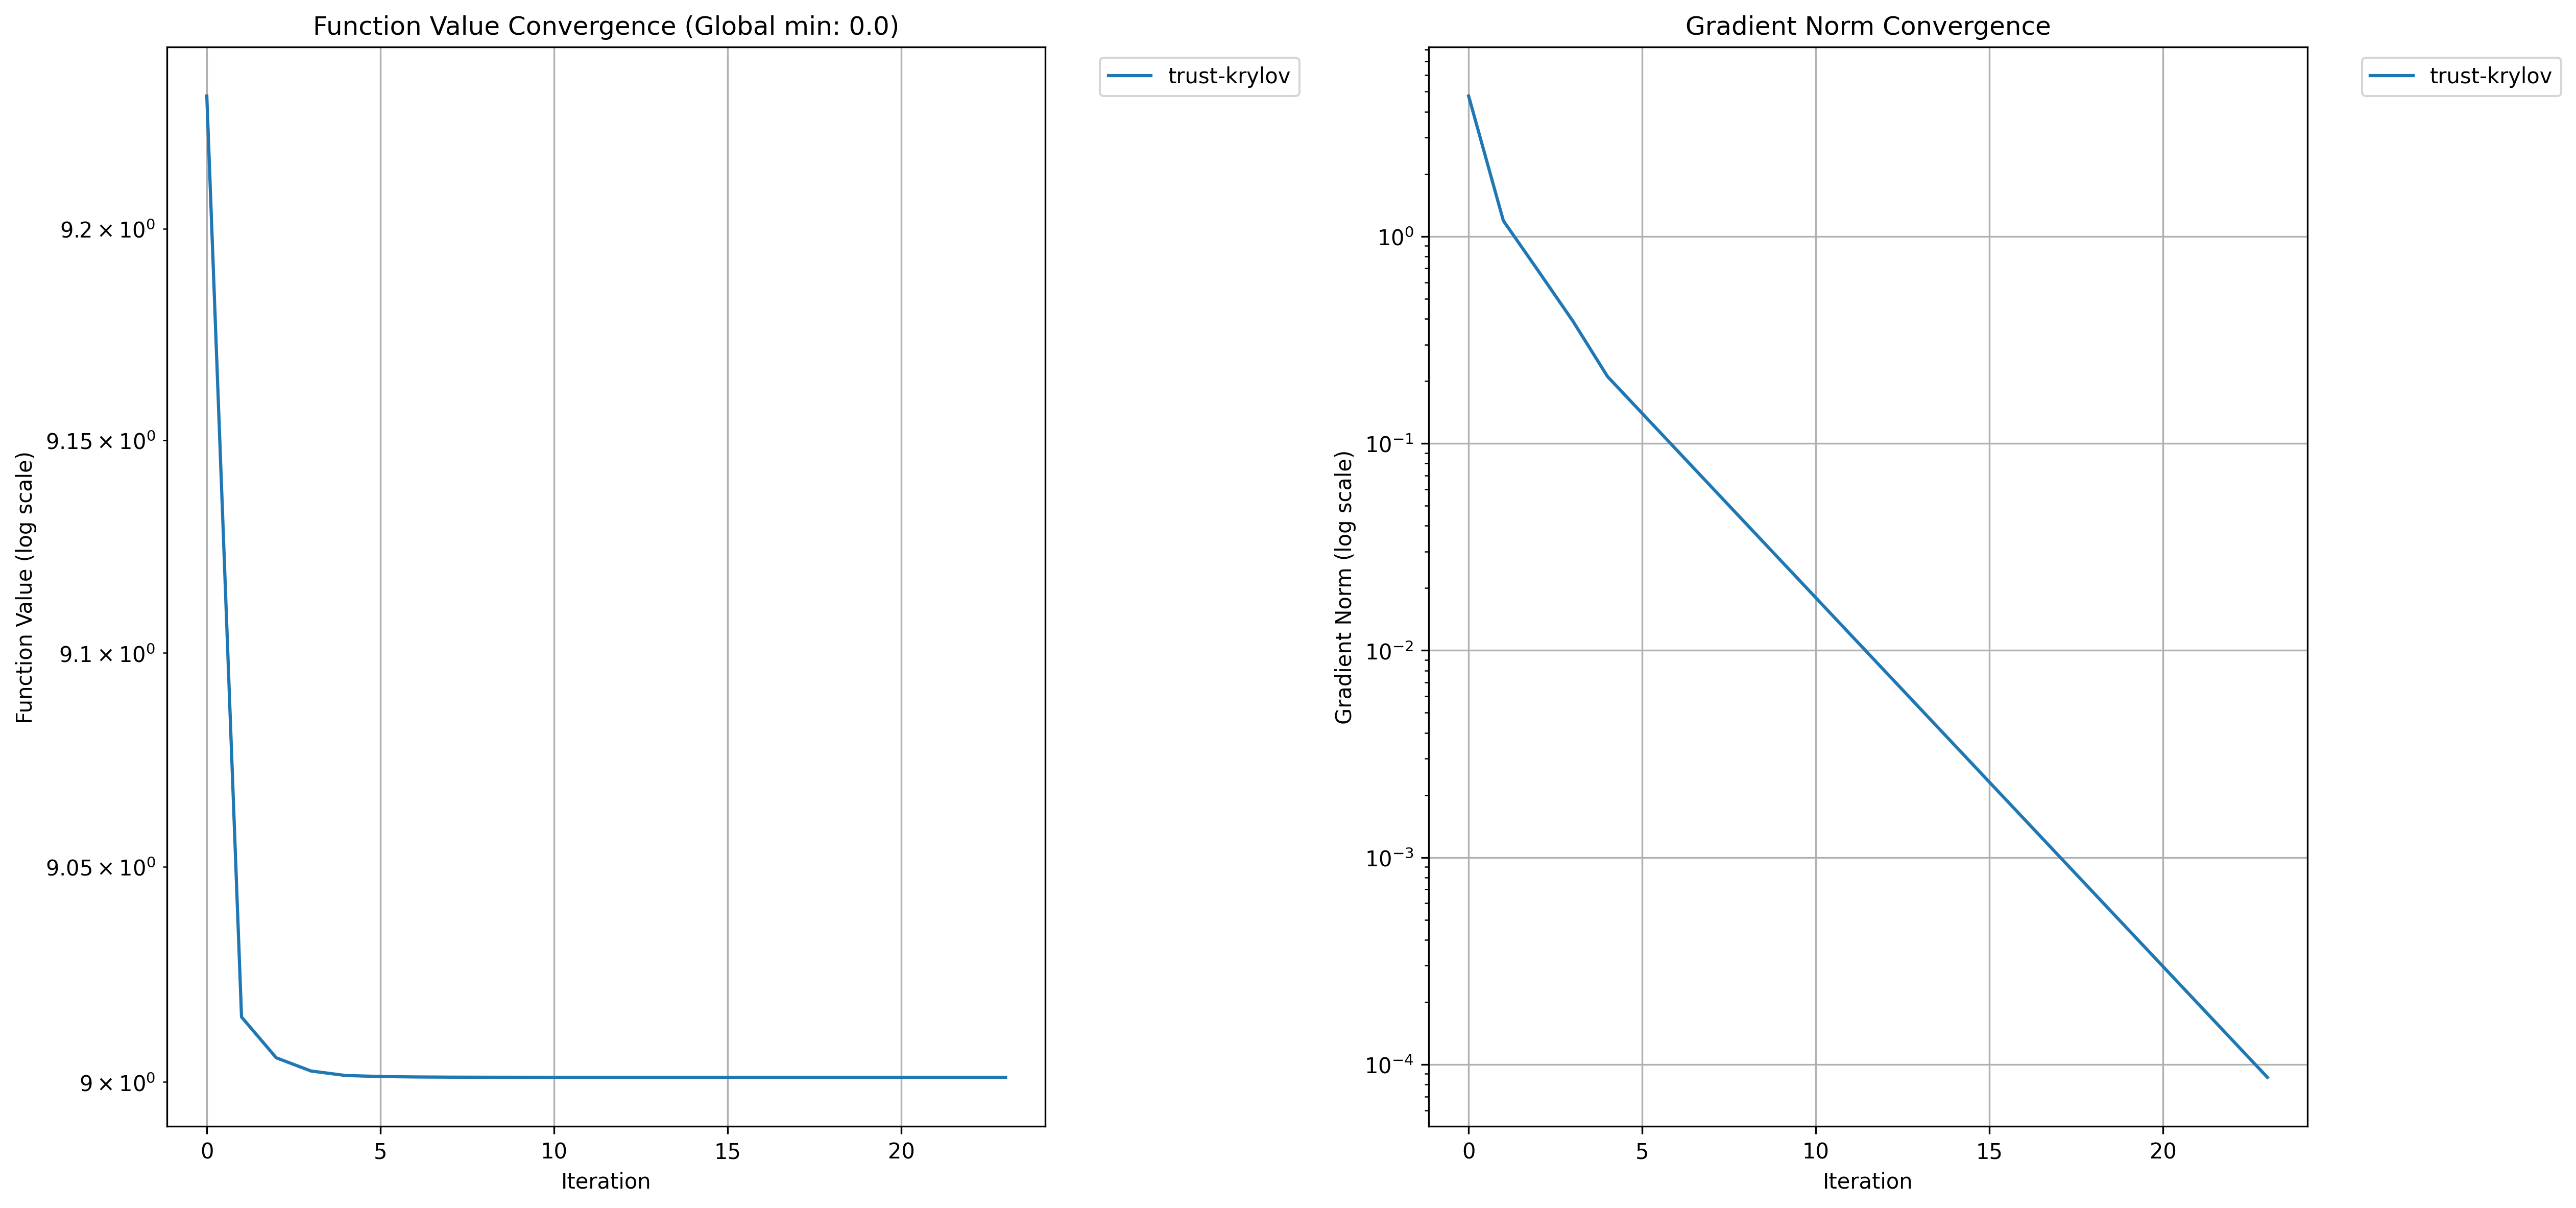 Function Value Convergence (Global min: 0.0)
trust-krylov
Function Value (log scale)
9.2 × 10⁰
9.15 × 10⁰
9.1 × 10⁰
9.05 × 10⁰
9 × 10⁰
0 5 10 15 20
Iteration
Gradient Norm Convergence
trust-krylov
Gradient Norm (log scale)
10⁰
10⁻¹
10⁻²
10⁻³
10⁻⁴
0 5 10 15 20
Iteration